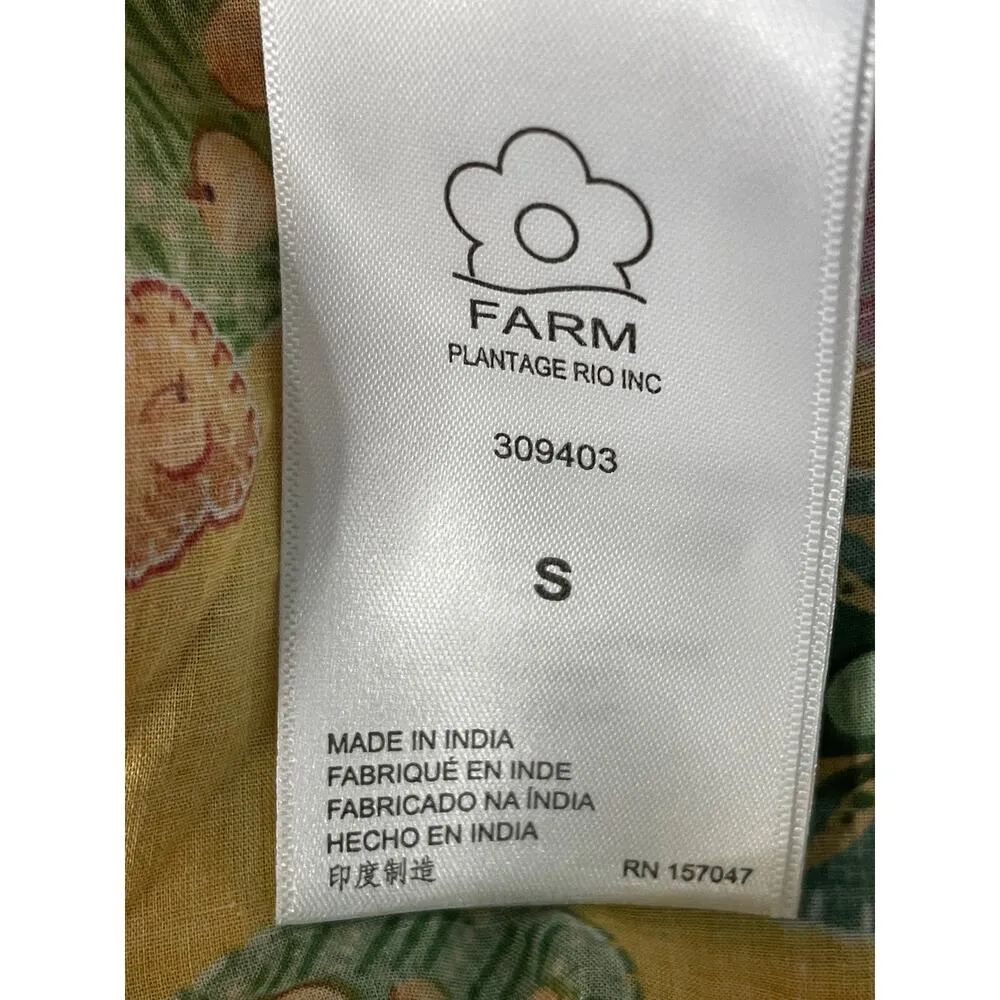 FARM
PLANTAGE RIO INC
309403
S
MADE IN INDIA
FABRIQUÉ EN INDE
FABRICADO NA ÍNDIA
HECHO EN INDIA
印度制造
RN 157047